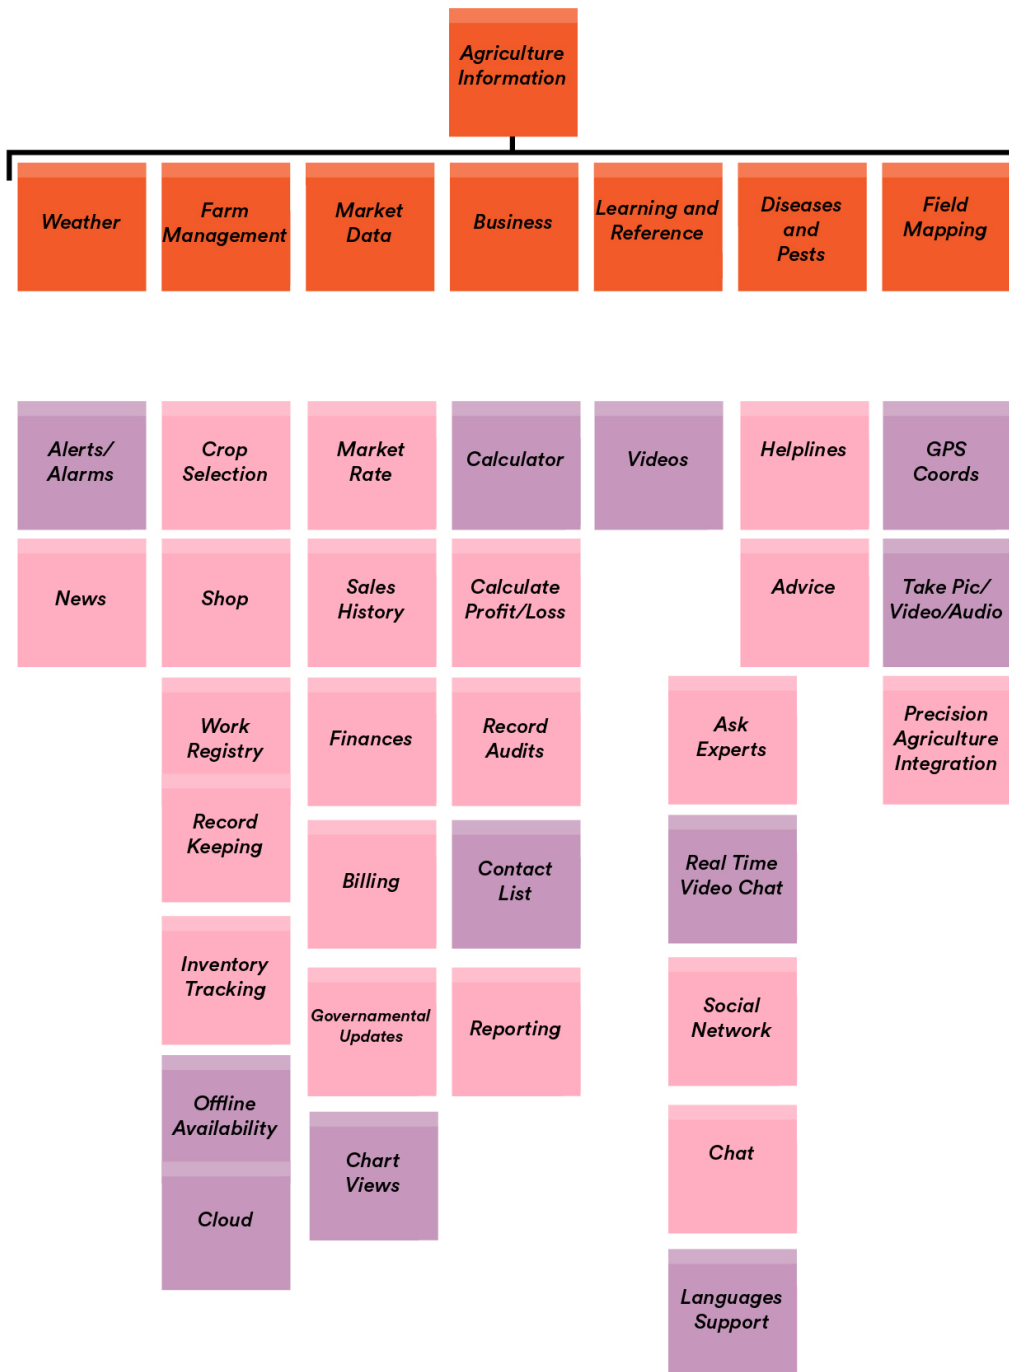 Agriculture
Information
Weather
Farm
Management
Market
Data
Business
Learning and
Reference
Diseases
and
Pests
Field
Mapping
Alerts/
Alarms
Crop
Selection
Market
Rate
Calculator
Videos
Helplines
GPS
Coords
News
Shop
Sales
History
Calculate
Profit/Loss
Advice
Take Pic/
Video/Audio
Work
Registry
Finances
Record
Audits
Ask
Experts
Precision
Agriculture
Integration
Record
Keeping
Billing
Contact
List
Real Time
Video Chat
Inventory
Tracking
Governamental
Updates
Reporting
Social
Network
Offline
Availability
Chart
Views
Chat
Cloud
Languages
Support